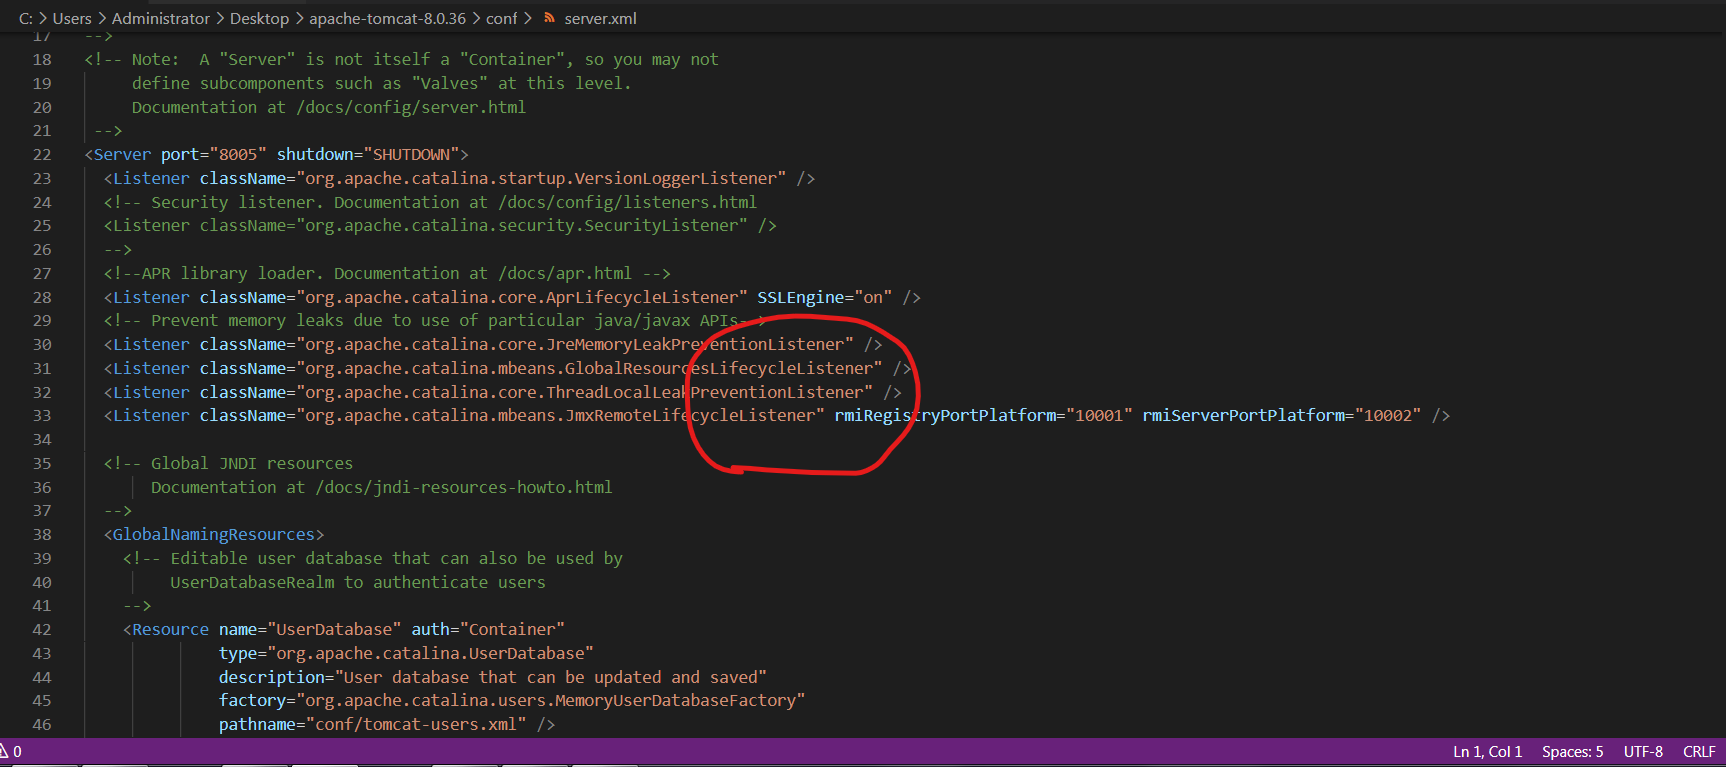 C: > Users > Administrator > Desktop > apache-tomcat-8.0.36 > conf > server.xml
17 -->
18 <!-- Note:  A "Server" is not itself a "Container", so you may not
19 define subcomponents such as "Valves" at this level.
20 Documentation at /docs/config/server.html
21 -->
22 <Server port="8005" shutdown="SHUTDOWN">
23 <Listener className="org.apache.catalina.startup.VersionLoggerListener" />
24 <!-- Security listener. Documentation at /docs/config/listeners.html
25 <Listener className="org.apache.catalina.security.SecurityListener" />
26 -->
27 <!--APR library loader. Documentation at /docs/apr.html -->
28 <Listener className="org.apache.catalina.core.AprLifecycleListener" SSLEngine="on" />
29 <!-- Prevent memory leaks due to use of particular java/javax APIs-->
30 <Listener className="org.apache.catalina.core.JreMemoryLeakPreventionListener" />
31 <Listener className="org.apache.catalina.mbeans.GlobalResourcesLifecycleListener" />
32 <Listener className="org.apache.catalina.core.ThreadLocalLeakPreventionListener" />
33 <Listener className="org.apache.catalina.mbeans.JmxRemoteLifecycleListener" rmiRegistryPortPlatform="10001" rmiServerPortPlatform="10002" />
34
35 <!-- Global JNDI resources
36 Documentation at /docs/jndi-resources-howto.html
37 -->
38 <GlobalNamingResources>
39 <!-- Editable user database that can also be used by
40 UserDatabaseRealm to authenticate users
41 -->
42 <Resource name="UserDatabase" auth="Container"
43 type="org.apache.catalina.UserDatabase"
44 description="User database that can be updated and saved"
45 factory="org.apache.catalina.users.MemoryUserDatabaseFactory"
46 pathname="conf/tomcat-users.xml" />
0 Ln 1, Col 1 Spaces: 5 UTF-8 CRLF